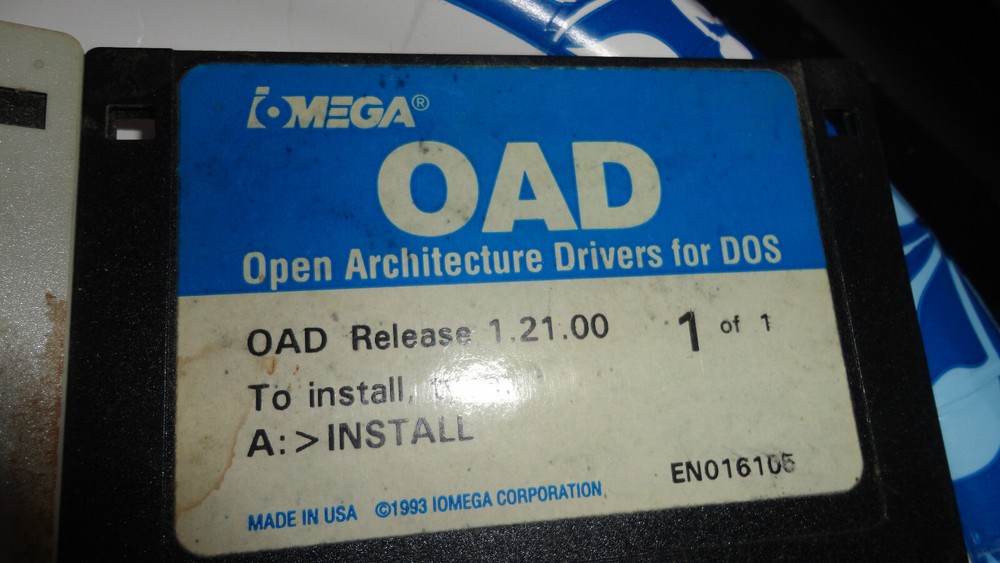 iOMEGA®
OAD
Open Architecture Drivers for DOS
OAD Release 1.21.00 1 of 1
To install,
A:>INSTALL
EN016105
MADE IN USA ©1993 IOMEGA CORPORATION